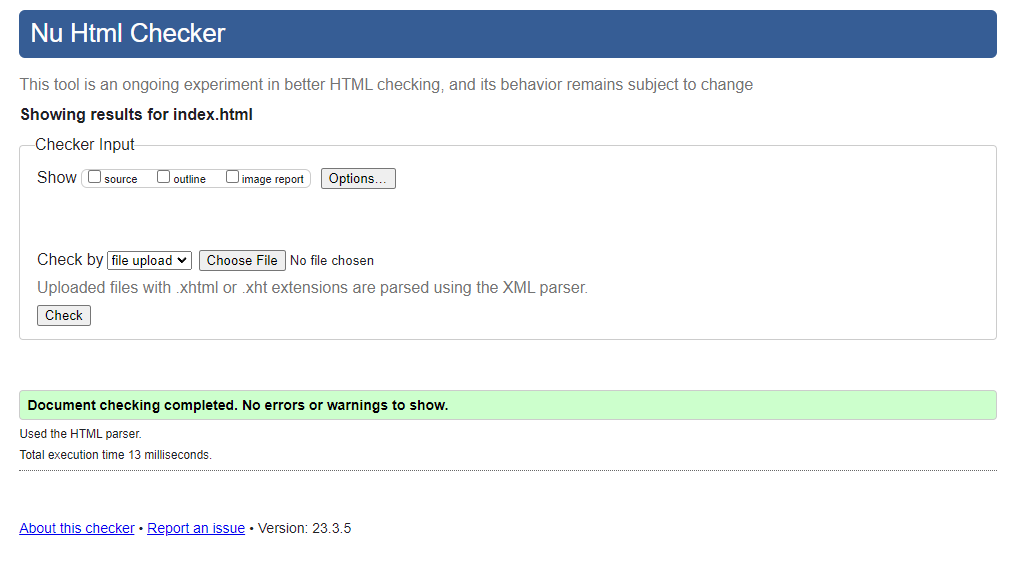 Nu Html Checker
This tool is an ongoing experiment in better HTML checking, and its behavior remains subject to change
Showing results for index.html
Checker Input
Show source outline image report Options...
Check by file upload Choose File No file chosen
Uploaded files with .xhtml or .xht extensions are parsed using the XML parser.
Check
Document checking completed. No errors or warnings to show.
Used the HTML parser.
Total execution time 13 milliseconds.
About this checker • Report an issue • Version: 23.3.5